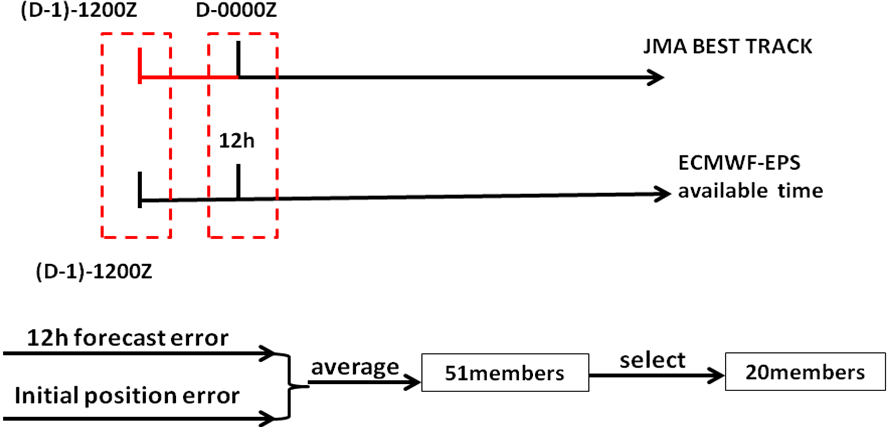 (D-1)-1200Z
D-0000Z
JMA BEST TRACK
12h
ECMWF-EPS
available time
(D-1)-1200Z
12h forecast error
Initial position error
average
51members
select
20members